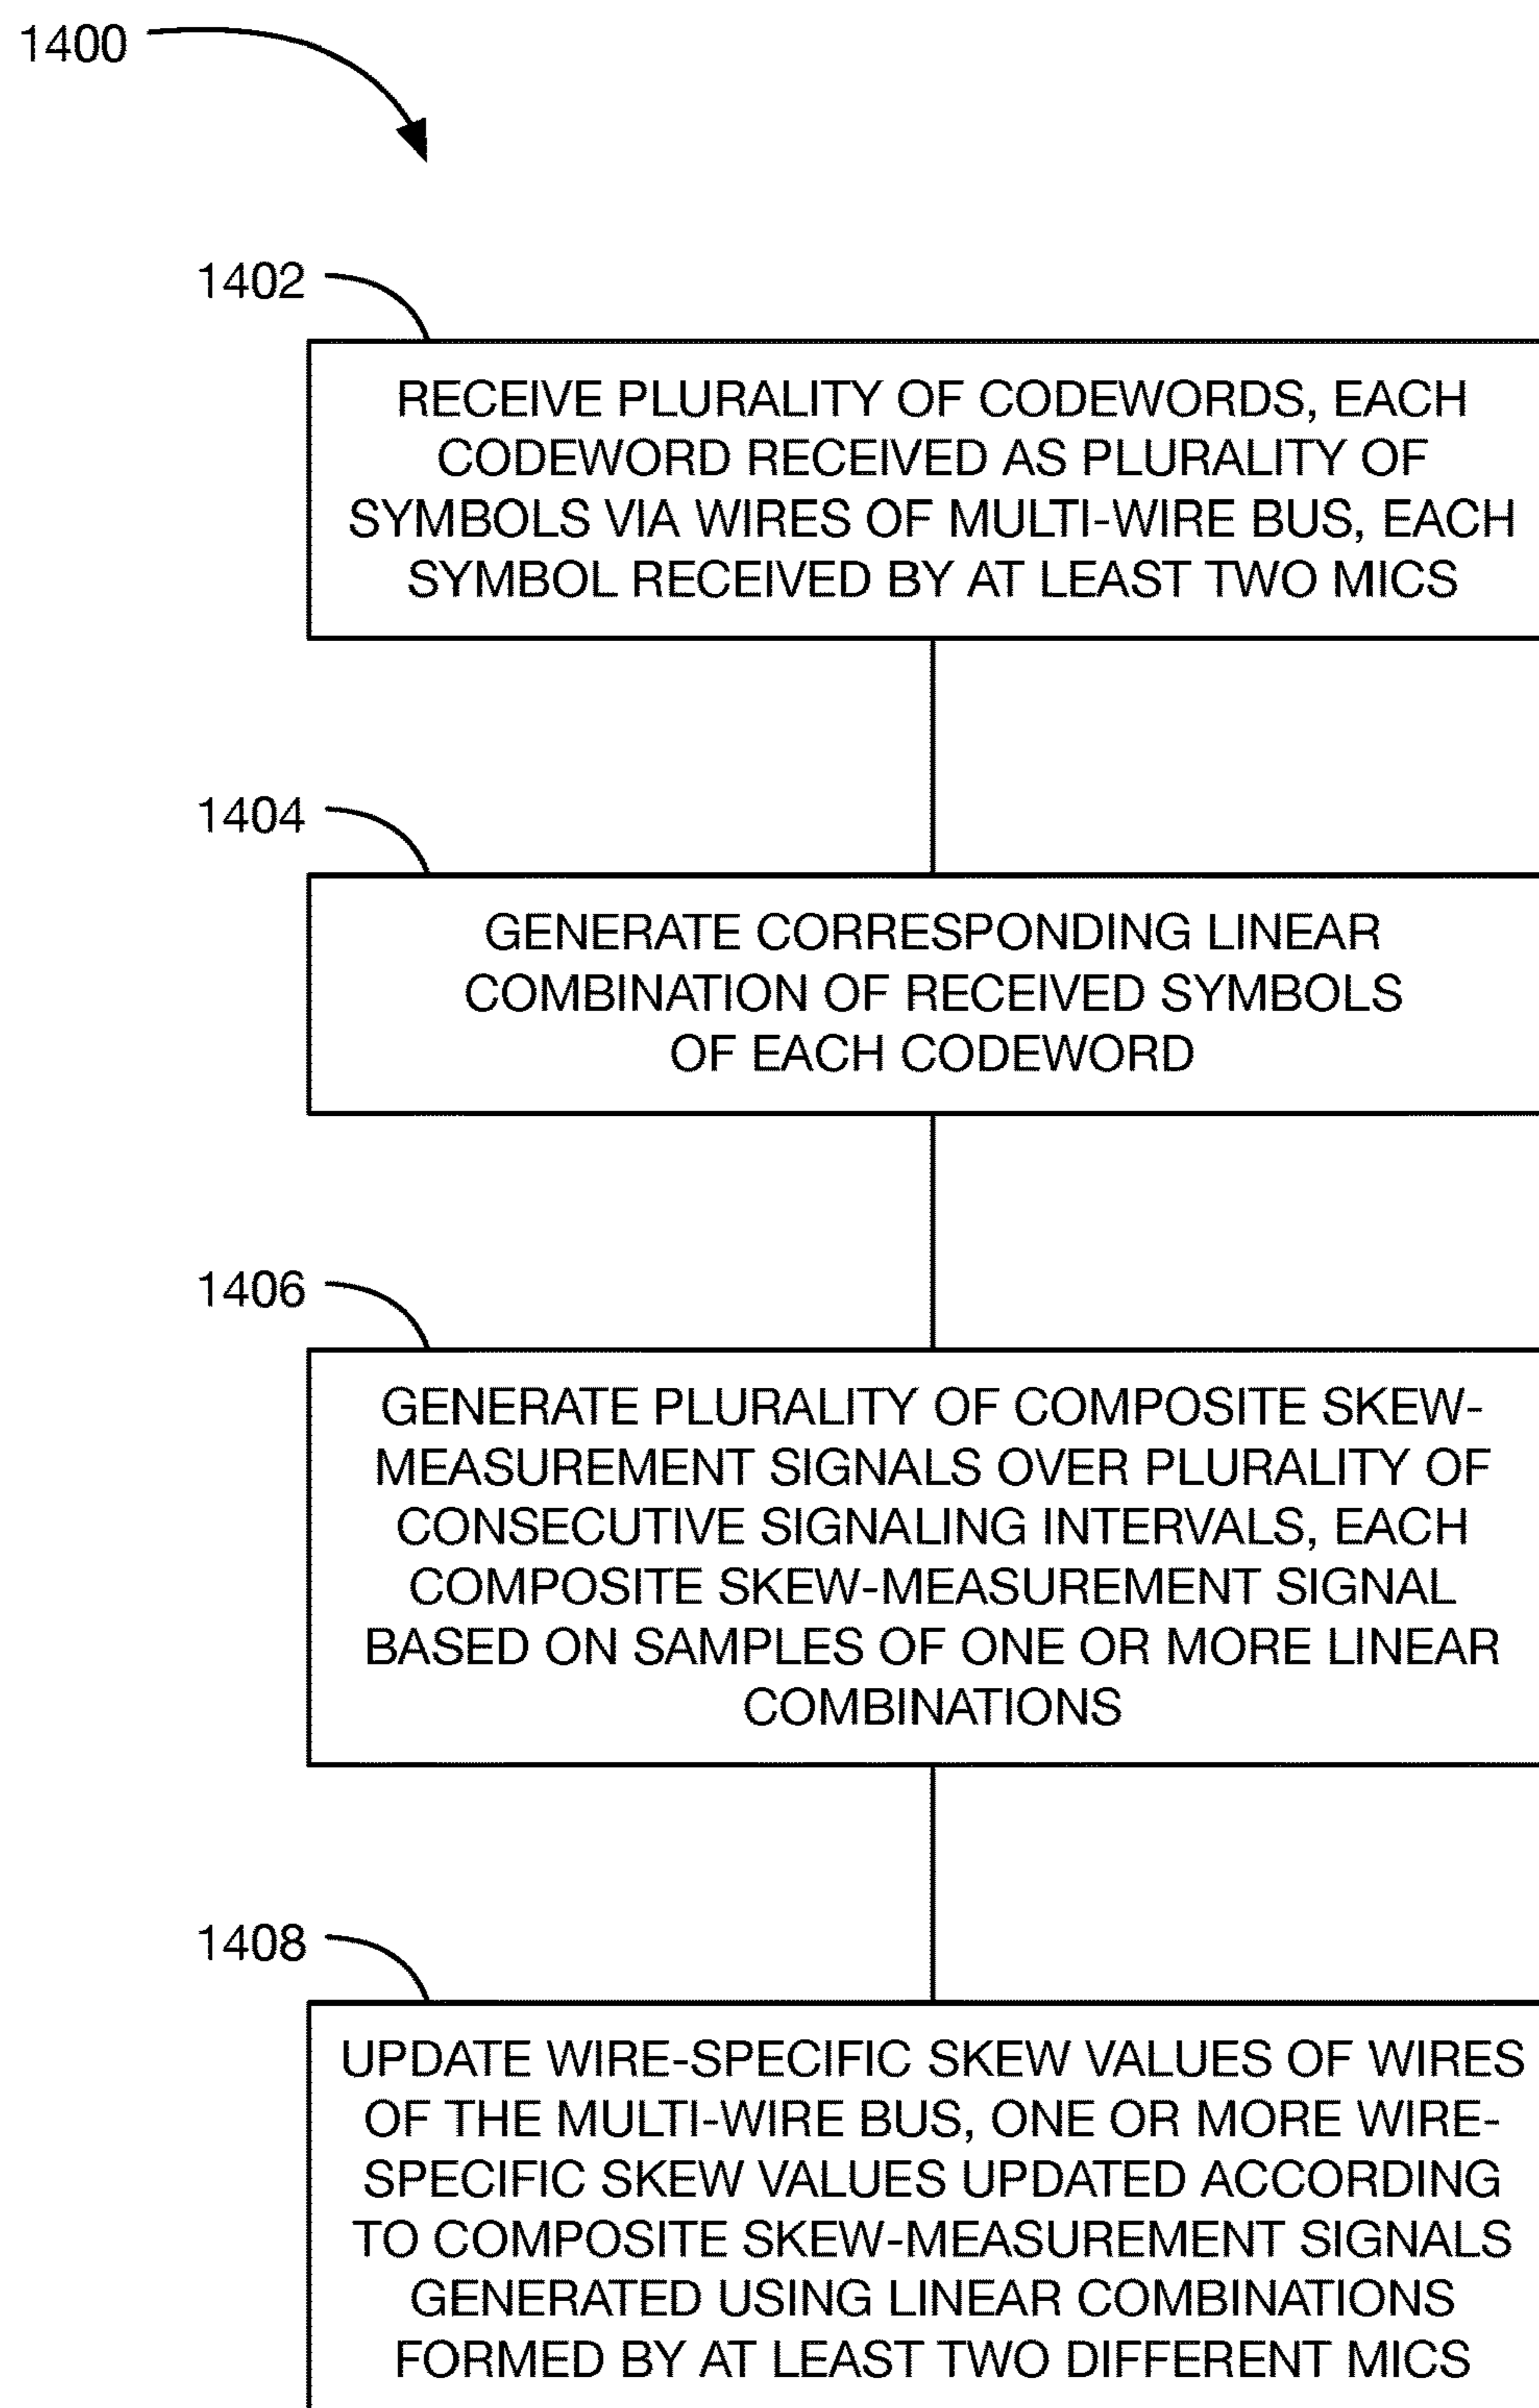 1400
1402
RECEIVE PLURALITY OF CODEWORDS, EACH
CODEWORD RECEIVED AS PLURALITY OF
SYMBOLS VIA WIRES OF MULTI-WIRE BUS, EACH
SYMBOL RECEIVED BY AT LEAST TWO MICS
1404
GENERATE CORRESPONDING LINEAR
COMBINATION OF RECEIVED SYMBOLS
OF EACH CODEWORD
1406
GENERATE PLURALITY OF COMPOSITE SKEW-
MEASUREMENT SIGNALS OVER PLURALITY OF
CONSECUTIVE SIGNALING INTERVALS, EACH
COMPOSITE SKEW-MEASUREMENT SIGNAL
BASED ON SAMPLES OF ONE OR MORE LINEAR
COMBINATIONS
1408
UPDATE WIRE-SPECIFIC SKEW VALUES OF WIRES
OF THE MULTI-WIRE BUS, ONE OR MORE WIRE-
SPECIFIC SKEW VALUES UPDATED ACCORDING
TO COMPOSITE SKEW-MEASUREMENT SIGNALS
GENERATED USING LINEAR COMBINATIONS
FORMED BY AT LEAST TWO DIFFERENT MICS